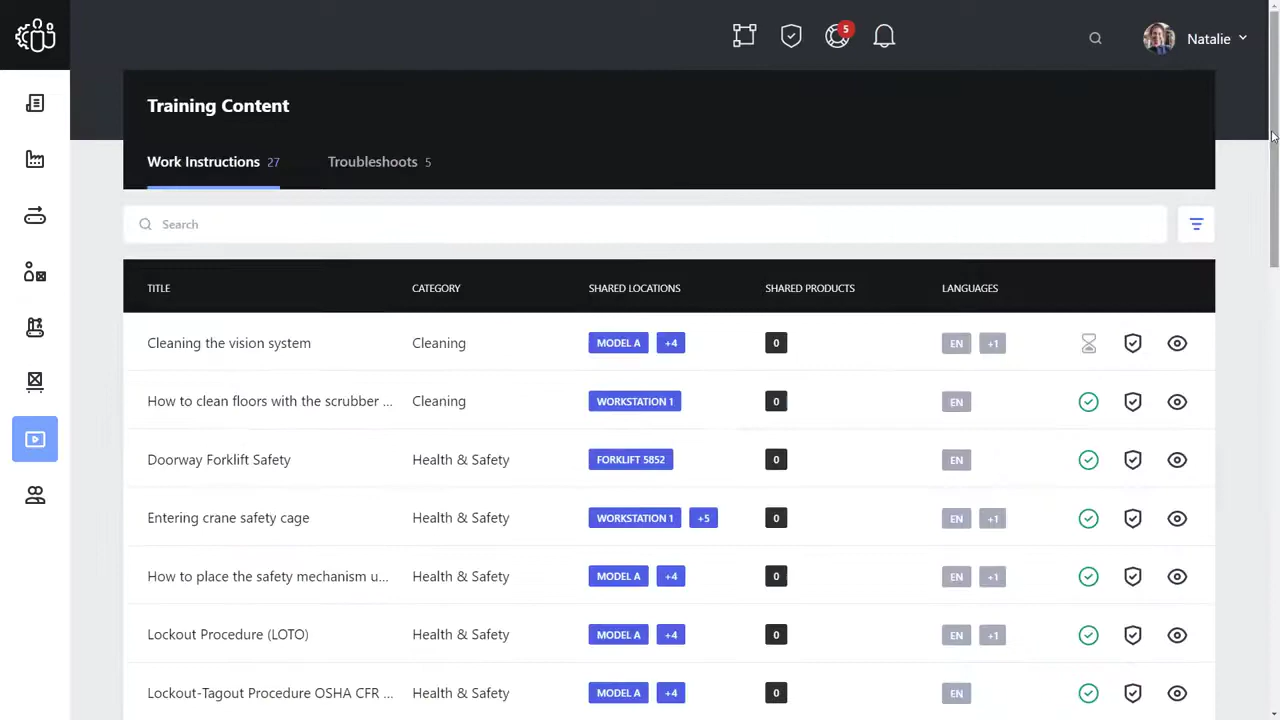 5
Natalie
Training Content
Work Instructions 27 Troubleshoots 5
Search
TITLE CATEGORY SHARED LOCATIONS SHARED PRODUCTS LANGUAGES
Cleaning the vision system Cleaning MODEL A +4 0 EN +1
How to clean floors with the scrubber ... Cleaning WORKSTATION 1 0 EN
Doorway Forklift Safety Health & Safety FORKLIFT 5852 0 EN
Entering crane safety cage Health & Safety WORKSTATION 1 +5 0 EN +1
How to place the safety mechanism u... Health & Safety MODEL A +4 0 EN +1
Lockout Procedure (LOTO) Health & Safety MODEL A +4 0 EN +1
Lockout-Tagout Procedure OSHA CFR ... Health & Safety MODEL A +4 0 EN